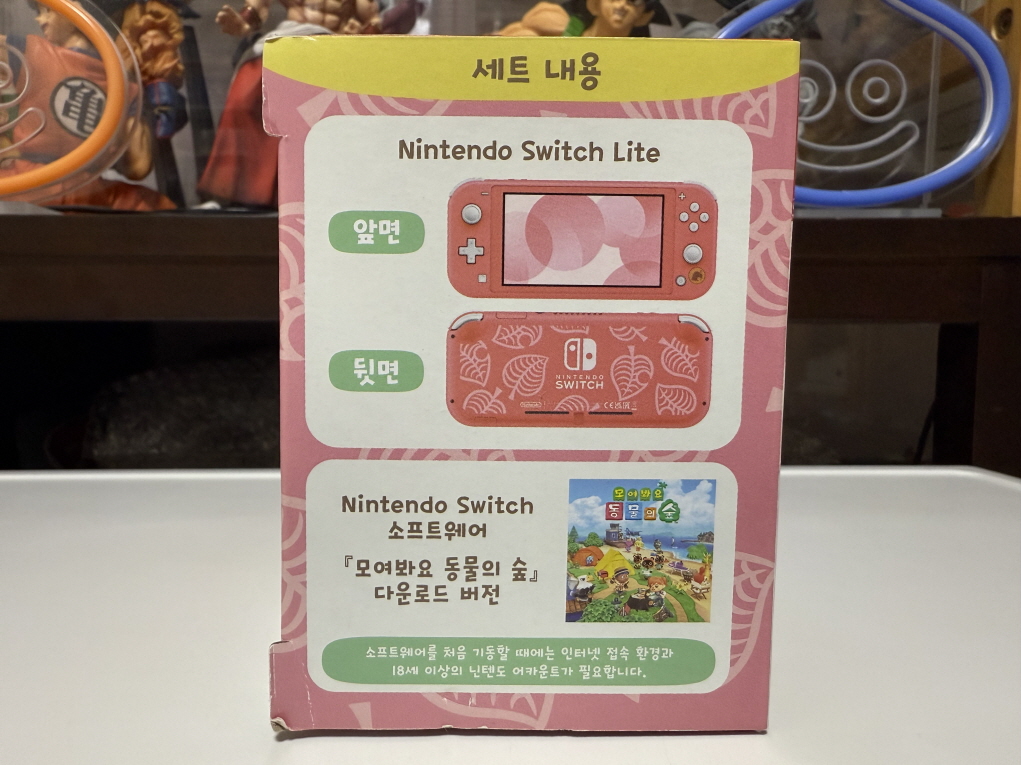 세트 내용
Nintendo Switch Lite
앞면
뒷면
NINTENDO
SWITCH
Nintendo
Nintendo Switch
소프트웨어
『모여봐요 동물의 숲』
다운로드 버전
모여봐요
동물의 숲
소프트웨어를 처음 기동할 때에는 인터넷 접속 환경과
18세 이상의 닌텐도 어카운트가 필요합니다.